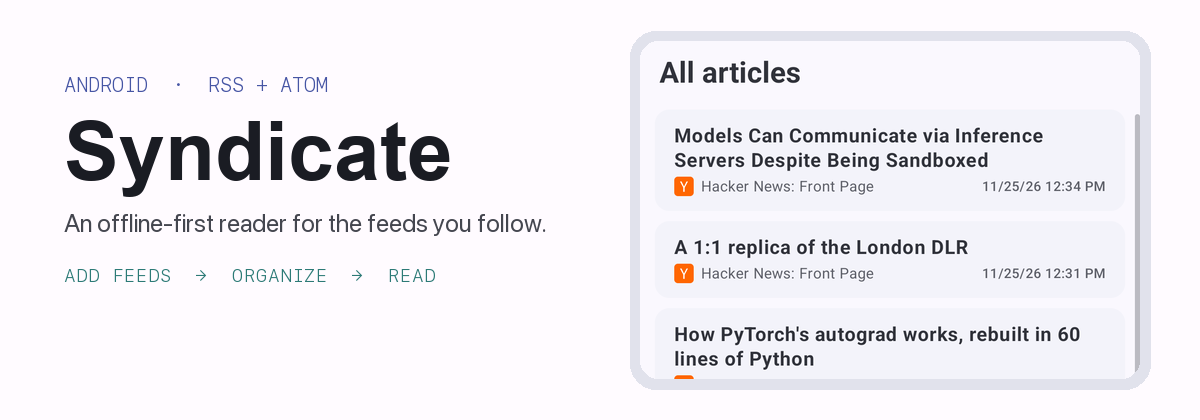 ANDROID · RSS + ATOM
Syndicate
An offline-first reader for the feeds you follow.
ADD FEEDS → ORGANIZE → READ
All articles
Models Can Communicate via Inference
Servers Despite Being Sandboxed
Y Hacker News: Front Page 11/25/26 12:34 PM
A 1:1 replica of the London DLR
Y Hacker News: Front Page 11/25/26 12:31 PM
How PyTorch's autograd works, rebuilt in 60
lines of Python